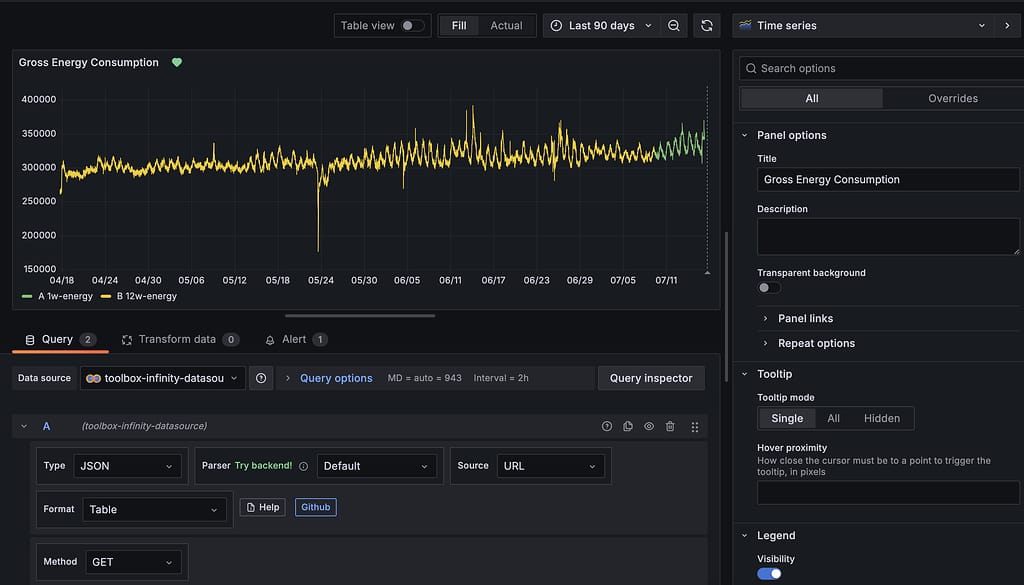 Table view
Fill Actual
Last 90 days
Time series
Gross Energy Consumption
400000
350000
300000
250000
200000
150000
04/18 04/24 04/30 05/06 05/12 05/18 05/24 05/30 06/05 06/11 06/17 06/23 06/29 07/05 07/11
A 1w-energy B 12w-energy
Query 2 Transform data 0 Alert 1
Data source toolbox-infinity-datasou Query options MD = auto = 943 Interval = 2h Query inspector
A (toolbox-infinity-datasource)
Type JSON Parser Try backend! Default Source URL
Format Table Help Github
Method GET
Search options
All Overrides
Panel options
Title
Gross Energy Consumption
Description
Transparent background
Panel links
Repeat options
Tooltip
Tooltip mode
Single All Hidden
Hover proximity
How close the cursor must be to a point to trigger the
tooltip, in pixels
Legend
Visibility